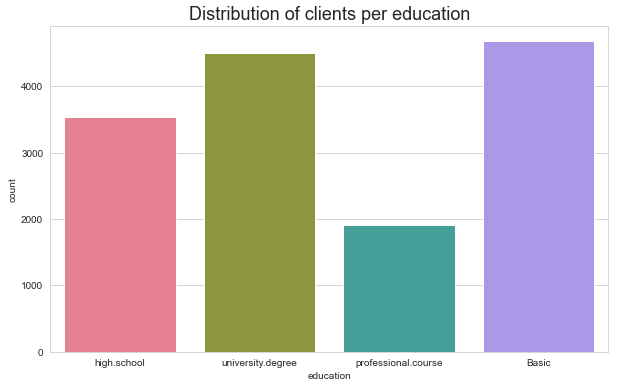 Distribution of clients per education
count
4000
3000
2000
1000
0
high.school university.degree professional.course Basic
education